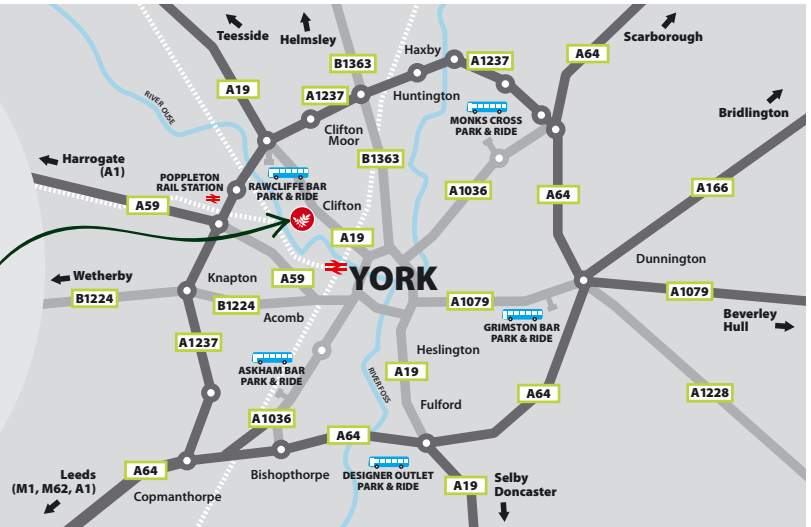 Teesside
Helmsley
Scarborough
Haxby
A64
B1363
A1237
A19
A1237
Huntington
MONKS CROSS
PARK & RIDE
Bridlington
RIVER OUSE
Clifton
Moor
B1363
Harrogate
(A1)
POPPLETON
RAIL STATION
RAWCLIFFE BAR
PARK & RIDE
A1036
A64
A166
A59
Clifton
A19
Dunnington
Wetherby
Knapton
A59
YORK
B1224
B1224
A1079
A1079
Acomb
GRIMSTON BAR
PARK & RIDE
Beverley
Hull
A1237
Heslington
ASKHAM BAR
PARK & RIDE
RIVER FOSS
A19
A64
A1228
Fulford
A1036
A64
Leeds
(M1, M62, A1)
A64
Bishopthorpe
DESIGNER OUTLET
PARK & RIDE
Selby
Doncaster
A19
Copmanthorpe